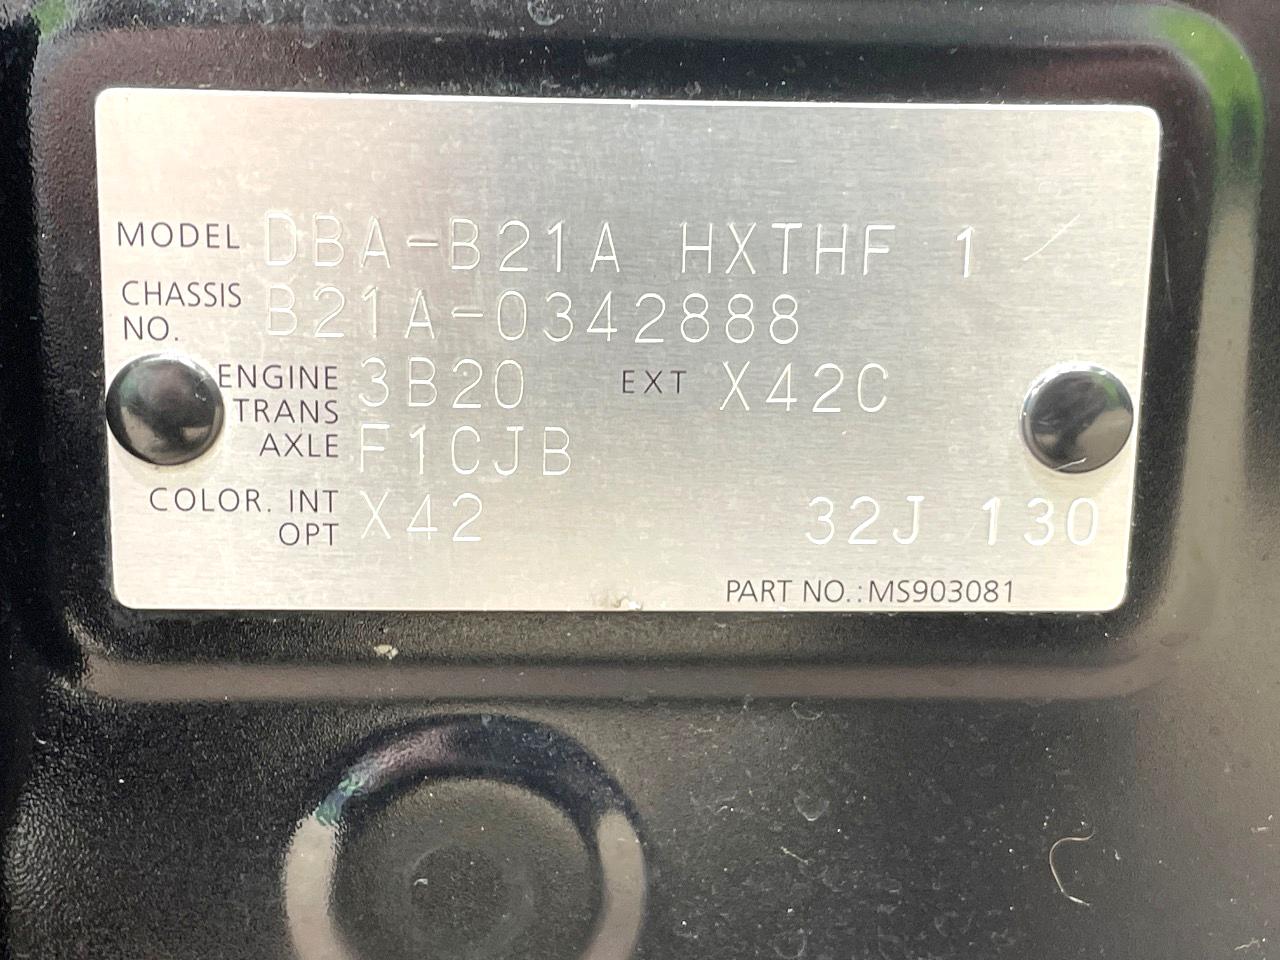 MODEL DBA-B21A HXTHF 1 /
CHASSIS NO. B21A-0342888
ENGINE 3B20 EXT X42C
TRANS AXLE F1CJB
COLOR. INT OPT X42 32J 130
PART NO.:MS903081